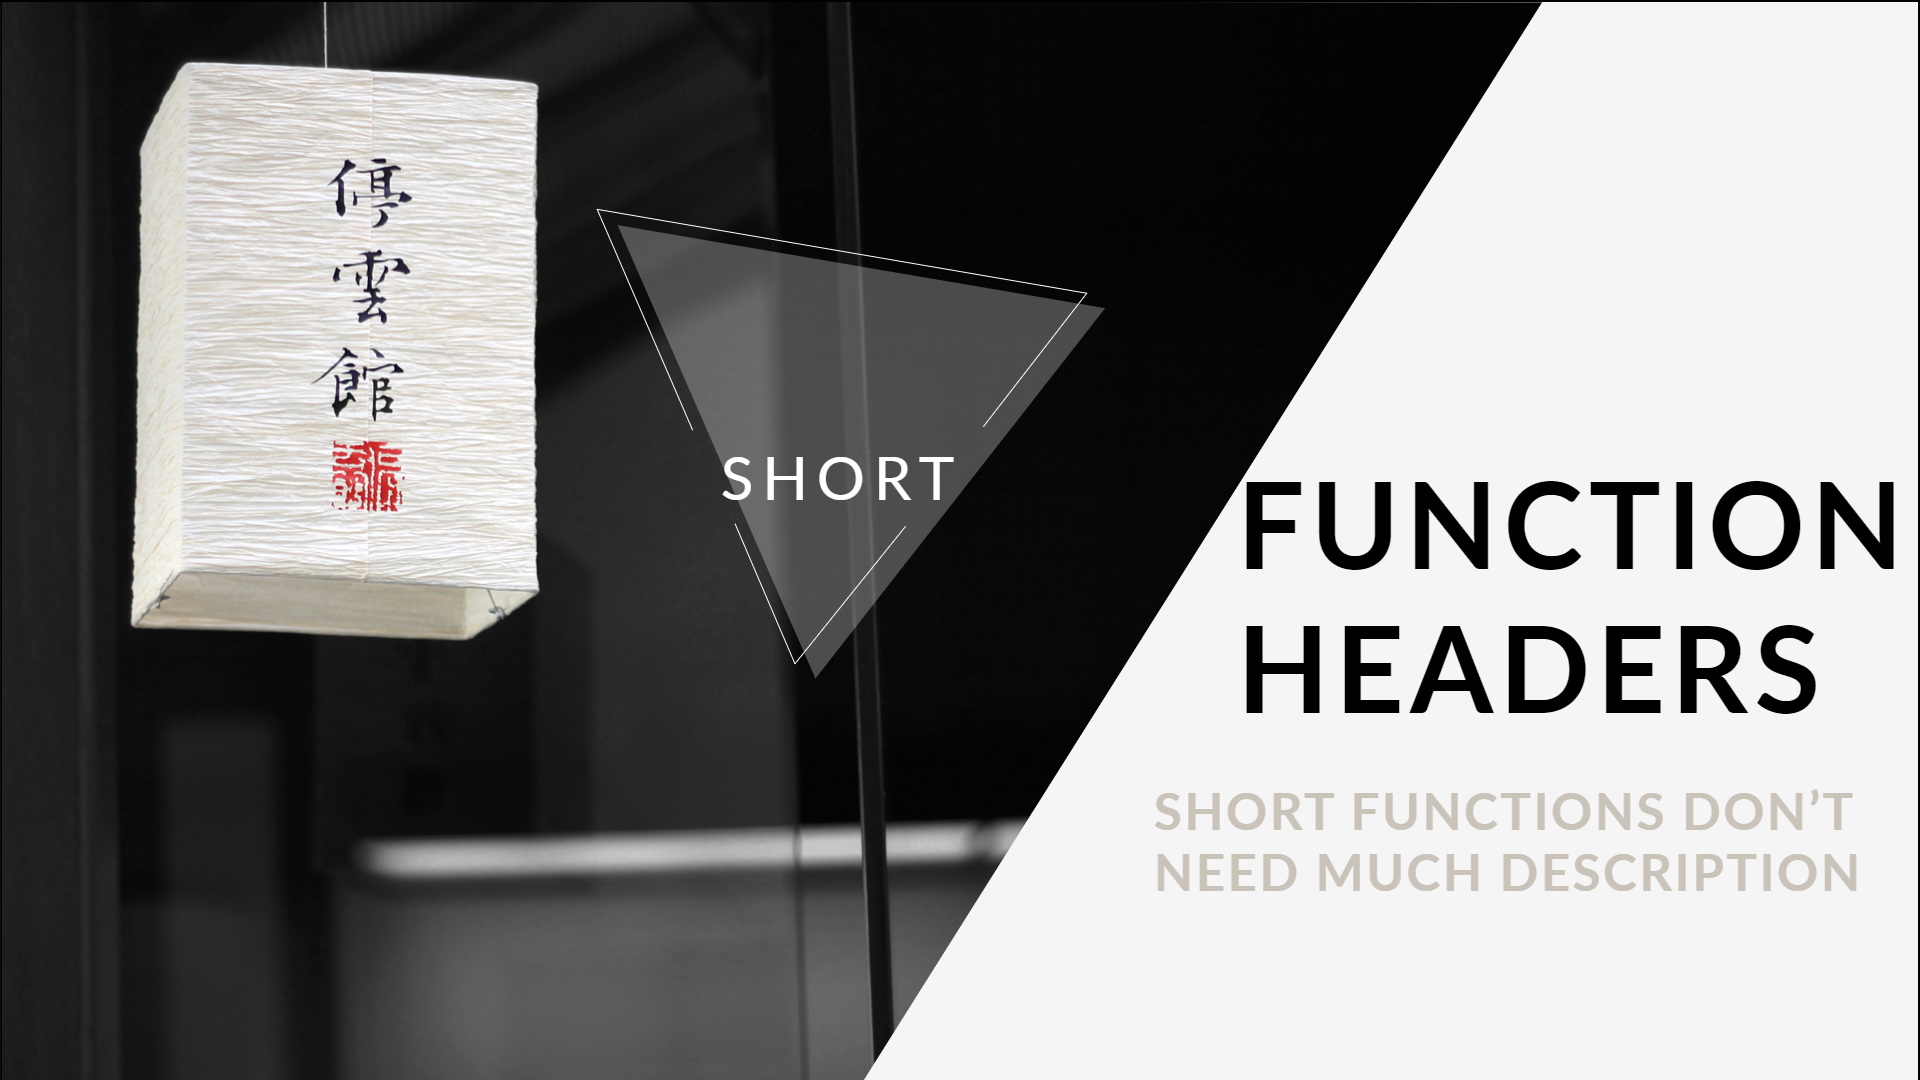 停雲館
SHORT
FUNCTION
HEADERS
SHORT FUNCTIONS DON’T
NEED MUCH DESCRIPTION